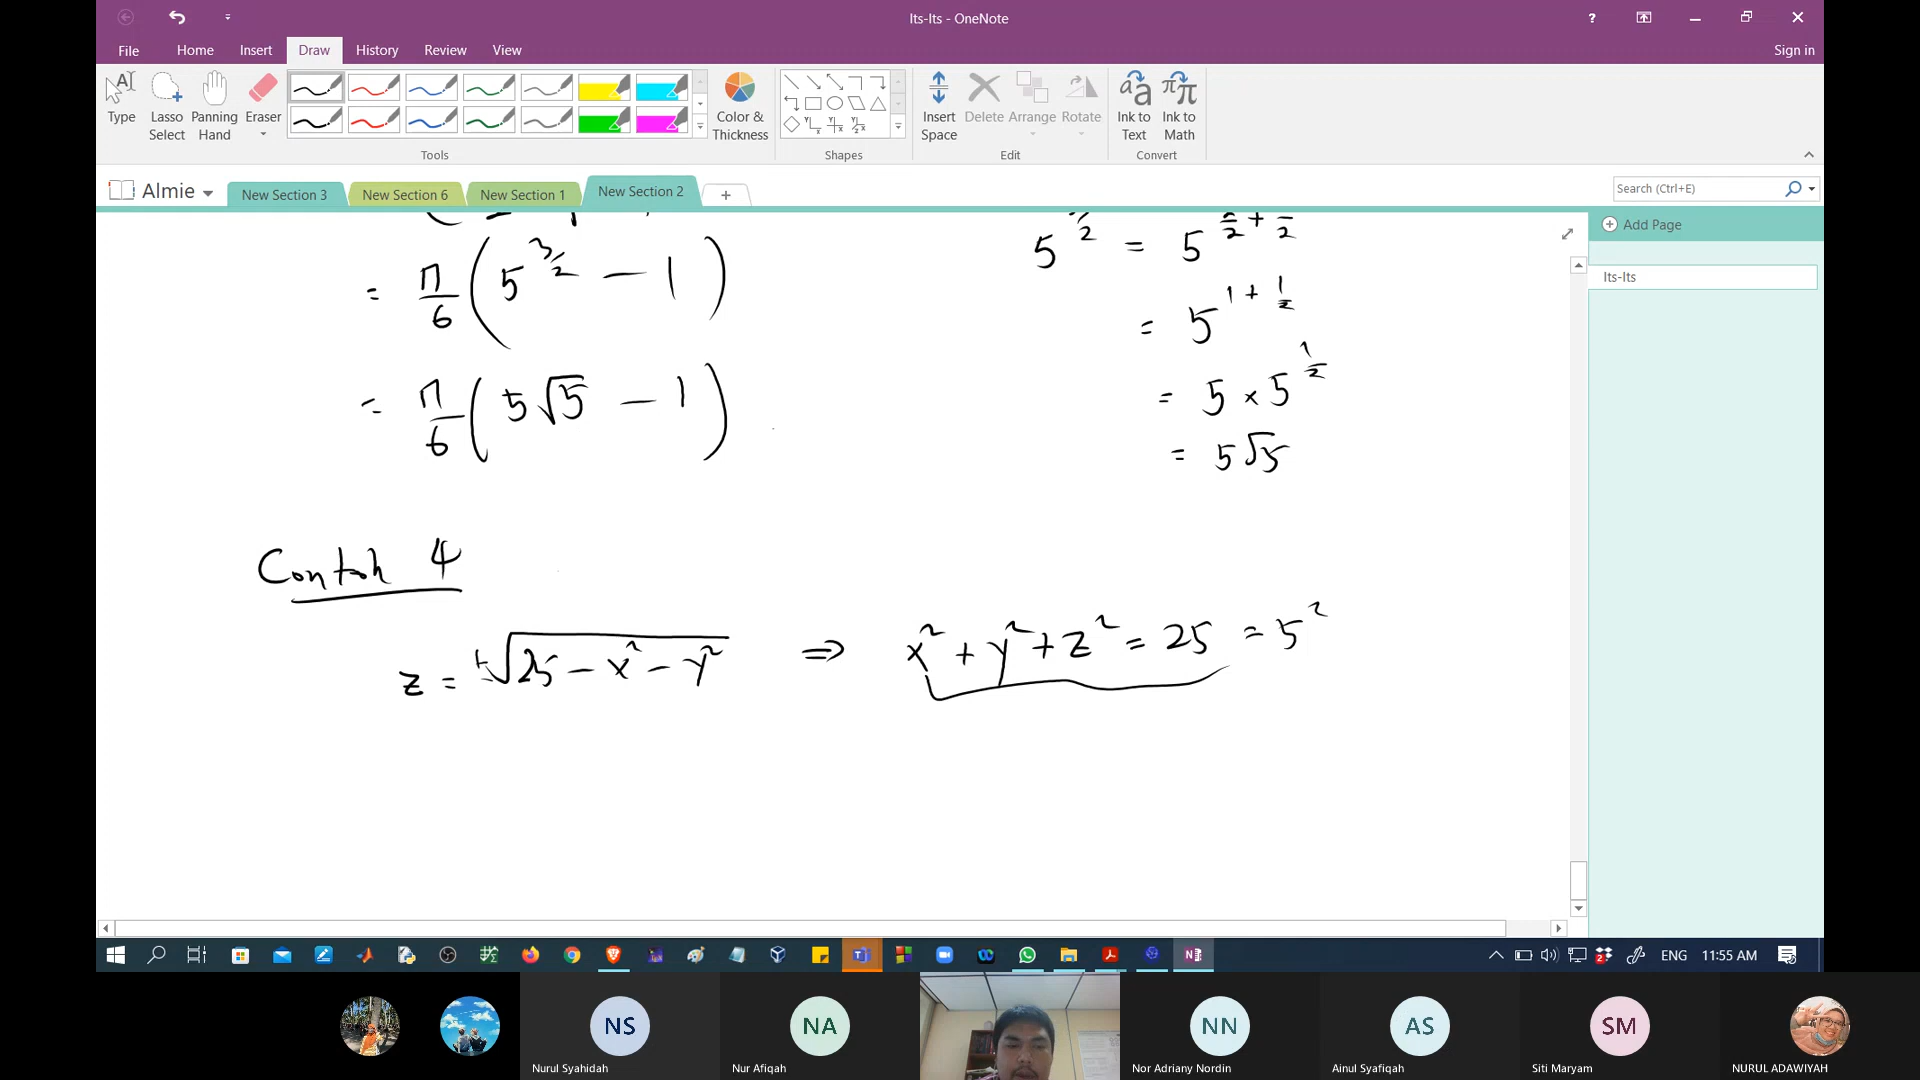 Its-Its - OneNote
?
File Home Insert Draw History Review View
Sign in
Type
Lasso Select
Panning Hand
Eraser
Color & Thickness
Insert Space
Delete
Arrange
Rotate
Ink to Text
Ink to Math
Tools
Shapes
Edit
Convert
Almie
New Section 3
New Section 6
New Section 1
New Section 2
+
Search (Ctrl+E)
Add Page
Its-Its
= π/6 (5^{3/2} − 1)
= π/6 (5√5 − 1)
= 5^{1 + 1/2}
= 5 × 5^{1/2}
= 5√5
Contoh 4
z = ±√(25 − x² − y²) ⇒ x² + y² + z² = 25 = 5²
ENG
11:55 AM
NS
Nurul Syahidah
NA
Nur Afiqah
NN
Nor Adriany Nordin
AS
Ainul Syafiqah
SM
Siti Maryam
NURUL ADAWIYAH